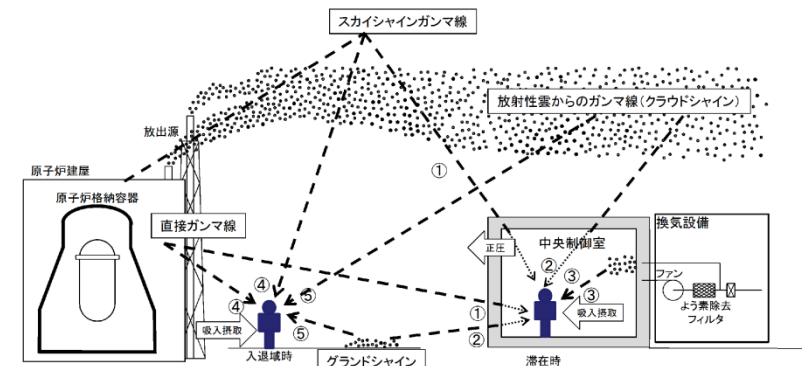 スカイシャインガンマ線
放射性雲からのガンマ線(クラウドシャイン)
放出源
原子炉建屋
原子炉格納容器
直接ガンマ線
①
正圧
中央制御室
換気設備
ファン
よう素除去
フィルタ
②
③
③
④
④
⑤
⑤
①
②
吸入摂取
吸入摂取
入退域時
グランドシャイン
滞在時